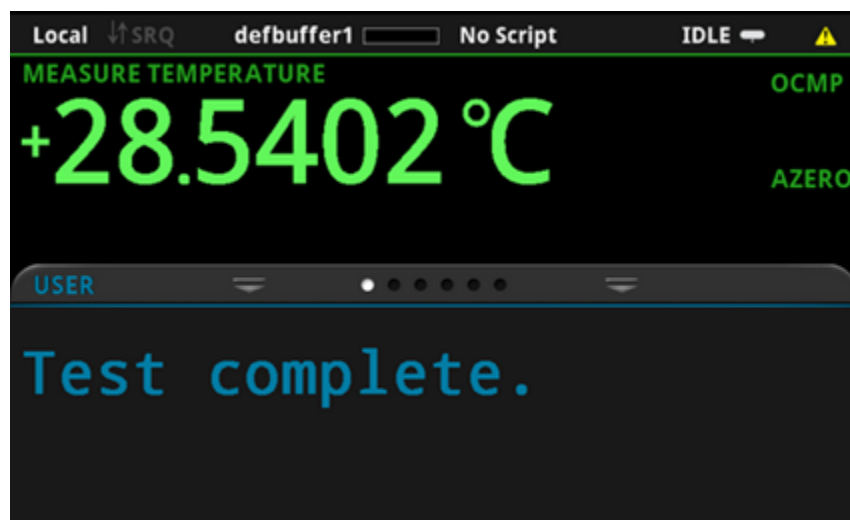 Local ↓↑SRQ defbuffer1 No Script IDLE
MEASURE TEMPERATURE OCMP
+28.5402 °C
AZERO
USER
Test complete.